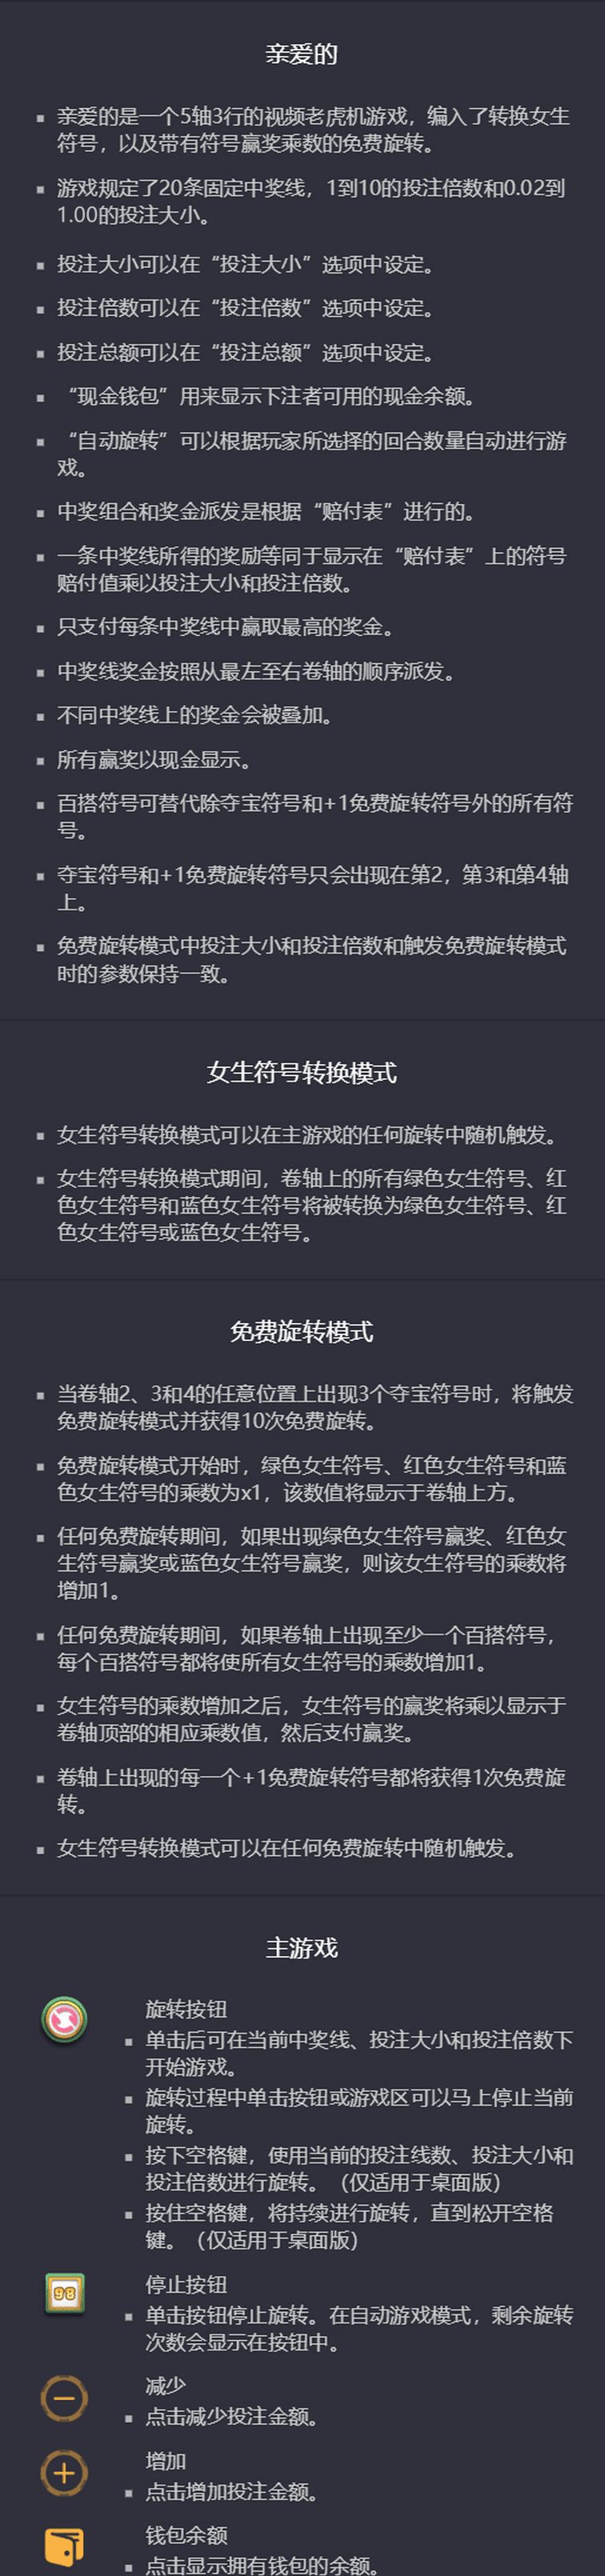 亲爱的
亲爱的是一个5轴3行的视频老虎机游戏，编入了转换女生
符号，以及带有符号赢奖乘数的免费旋转。
游戏规定了20条固定中奖线，1到10的投注倍数和0.02到
1.00的投注大小。
投注大小可以在“投注大小”选项中设定。
投注倍数可以在“投注倍数”选项中设定。
投注总额可以在“投注总额”选项中设定。
“现金钱包”用来显示下注者可用的现金余额。
“自动旋转”可以根据玩家所选择的回合数量自动进行游
戏。
中奖组合和奖金派发是根据“赔付表”进行的。
一条中奖线所得的奖励等同于显示在“赔付表”上的符号
赔付值乘以投注大小和投注倍数。
只支付每条中奖线中赢取最高的奖金。
中奖线奖金按照从最左至右卷轴的顺序派发。
不同中奖线上的奖金会被叠加。
所有赢奖以现金显示。
百搭符号可替代除夺宝符号和+1免费旋转符号外的所有符
号。
夺宝符号和+1免费旋转符号只会出现在第2，第3和第4轴
上。
免费旋转模式中投注大小和投注倍数和触发免费旋转模式
时的参数保持一致。
女生符号转换模式
女生符号转换模式可以在主游戏的任何旋转中随机触发。
女生符号转换模式期间，卷轴上的所有绿色女生符号、红
色女生符号和蓝色女生符号将被转换为绿色女生符号、红
色女生符号或蓝色女生符号。
免费旋转模式
当卷轴2、3和4的任意位置上出现3个夺宝符号时，将触发
免费旋转模式并获得10次免费旋转。
免费旋转模式开始时，绿色女生符号、红色女生符号和蓝
色女生符号的乘数为x1，该数值将显示于卷轴上方。
任何免费旋转期间，如果出现绿色女生符号赢奖、红色女
生符号赢奖或蓝色女生符号赢奖，则该女生符号的乘数将
增加1。
任何免费旋转期间，如果卷轴上出现至少一个百搭符号，
每个百搭符号都将使所有女生符号的乘数增加1。
女生符号的乘数增加之后，女生符号的赢奖将乘以显示于
卷轴顶部的相应乘数值，然后支付赢奖。
卷轴上出现的每一个+1免费旋转符号都将获得1次免费旋
转。
女生符号转换模式可以在任何免费旋转中随机触发。
主游戏
旋转按钮
单击后可在当前中奖线、投注大小和投注倍数下
开始游戏。
旋转过程中单击按钮或游戏区可以马上停止当前
旋转。
按下空格键，使用当前的投注线数、投注大小和
投注倍数进行旋转。（仅适用于桌面版）
按住空格键，将持续进行旋转，直到松开空格
键。（仅适用于桌面版）
98
停止按钮
单击按钮停止旋转。在自动游戏模式，剩余旋转
次数会显示在按钮中。
减少
点击减少投注金额。
增加
点击增加投注金额。
钱包余额
点击显示拥有钱包的余额。